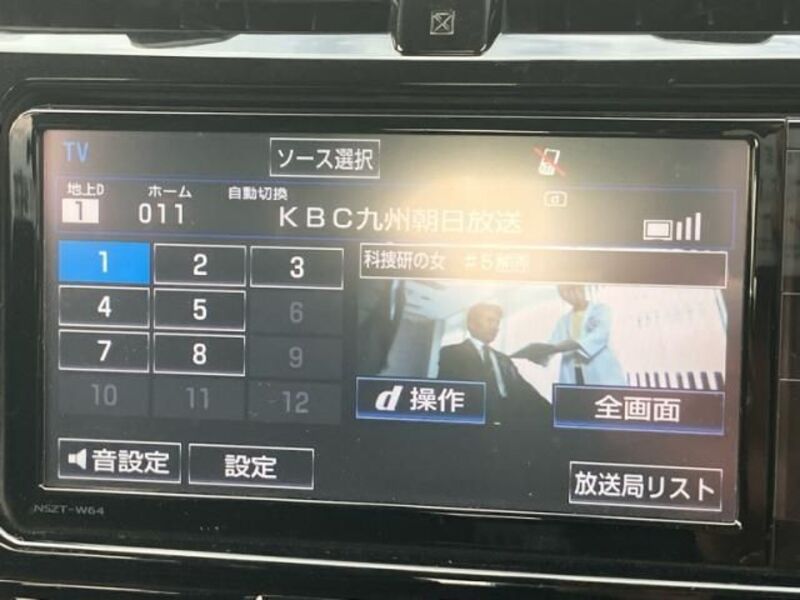 TV ソース選択
地上D ホーム 自動切換
1 011 KBC九州朝日放送
科捜研の女 #5
1 2 3
4 5 6
7 8 9
10 11 12
d 操作 全画面
音設定 設定 放送局リスト
NSZT-W64